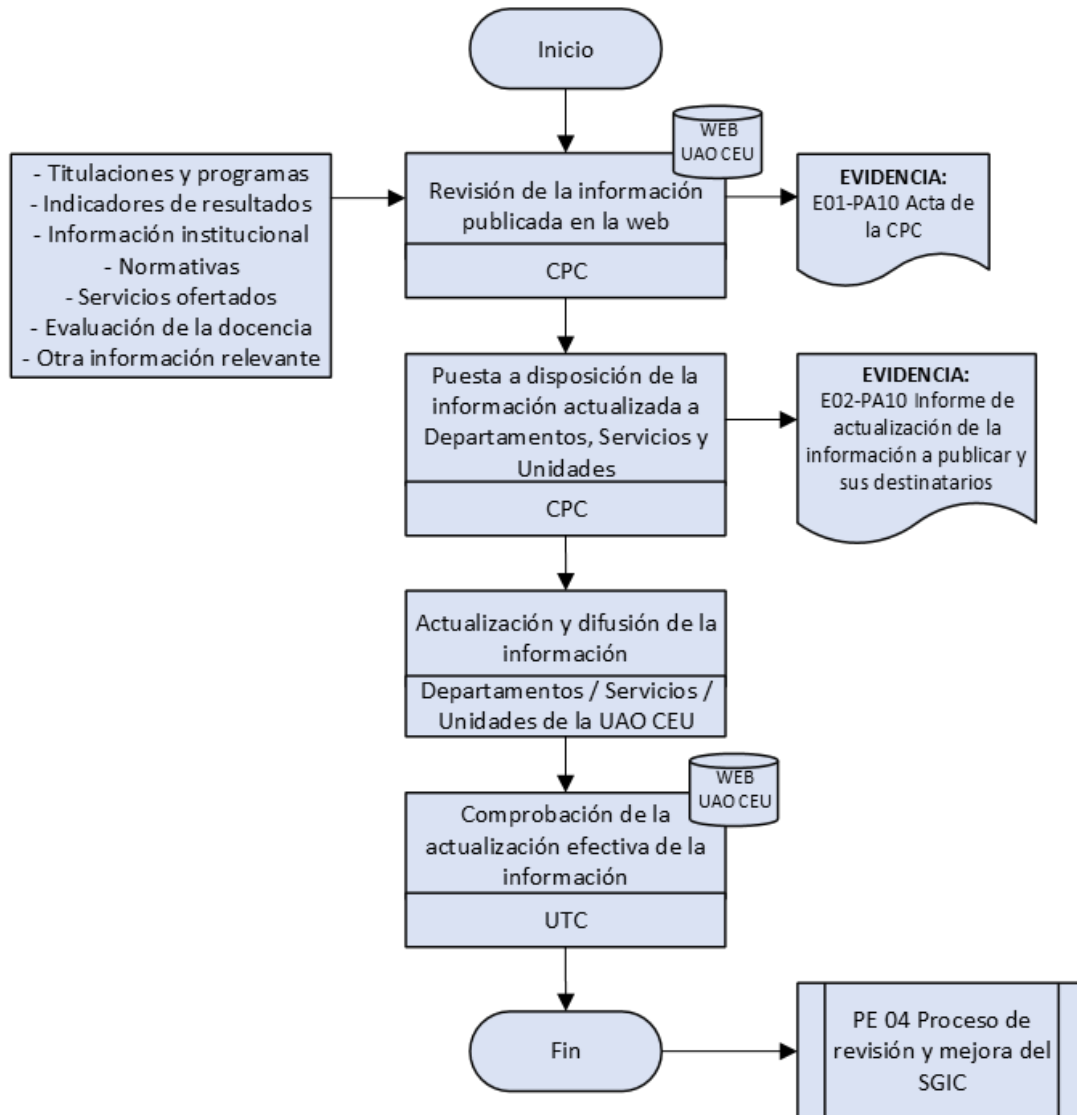 Inicio
WEB
UAO CEU
- Titulaciones y programas
- Indicadores de resultados
- Información institucional
- Normativas
- Servicios ofertados
- Evaluación de la docencia
- Otra información relevante
Revisión de la información
publicada en la web
CPC
EVIDENCIA:
E01-PA10 Acta de
la CPC
Puesta a disposición de la
información actualizada a
Departamentos, Servicios y
Unidades
CPC
EVIDENCIA:
E02-PA10 Informe de
actualización de la
información a publicar y
sus destinatarios
Actualización y difusión de la
información
Departamentos / Servicios /
Unidades de la UAO CEU
WEB
UAO CEU
Comprobación de la
actualización efectiva de la
información
UTC
Fin
PE 04 Proceso de
revisión y mejora del
SGIC